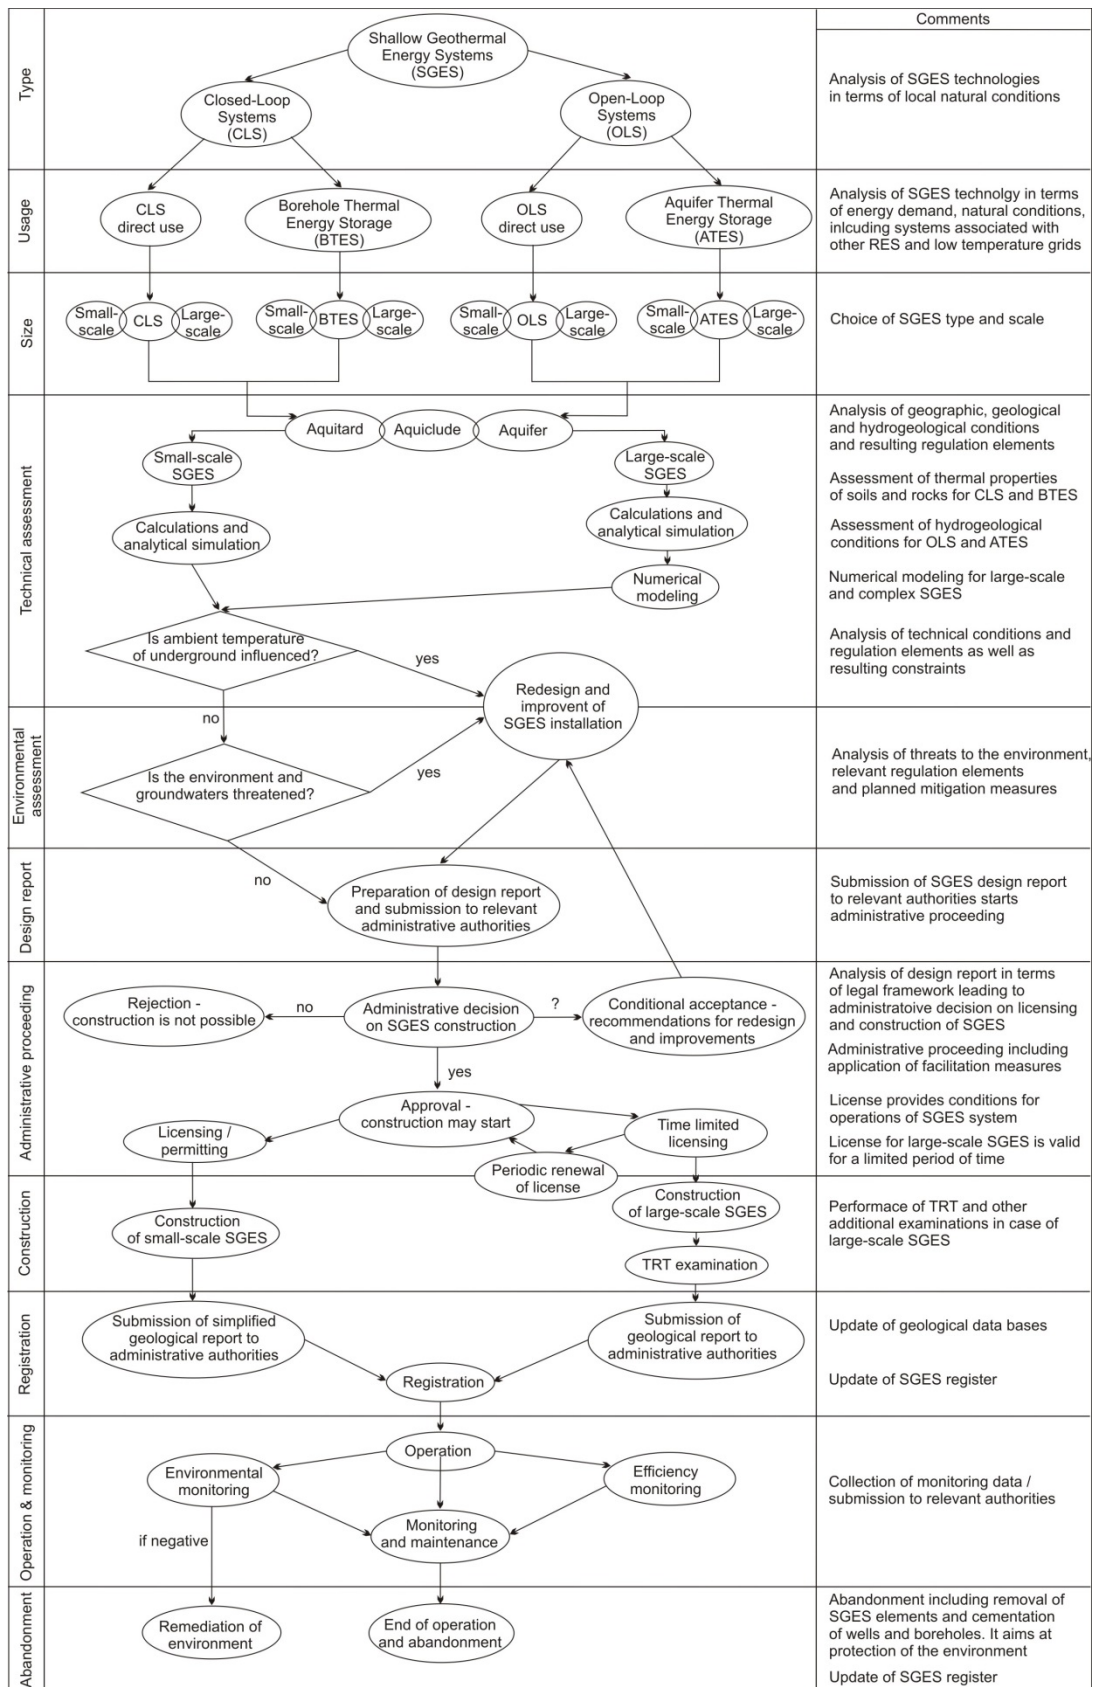 Comments
Type
Shallow Geothermal
Energy Systems
(SGES)
Closed-Loop
Systems
(CLS)
Open-Loop
Systems
(OLS)
Analysis of SGES technologies
in terms of local natural conditions
Usage
CLS
direct use
Borehole Thermal
Energy Storage
(BTES)
OLS
direct use
Aquifer Thermal
Energy Storage
(ATES)
Analysis of SGES technolgy in terms
of energy demand, natural conditions,
inlcuding systems associated with
other RES and low temperature grids
Size
Small-
scale
CLS
Large-
scale
Small-
scale
BTES
Large-
scale
Small-
scale
OLS
Large-
scale
Small-
scale
ATES
Large-
scale
Choice of SGES type and scale
Technical assessment
Aquitard
Aquiclude
Aquifer
Small-scale
SGES
Large-scale
SGES
Calculations and
analytical simulation
Calculations and
analytical simulation
Numerical
modeling
Is ambient temperature
of underground influenced?
yes
no
Redesign and
improvent of
SGES installation
Analysis of geographic, geological
and hydrogeological conditions
and resulting regulation elements
Assessment of thermal properties
of soils and rocks for CLS and BTES
Assessment of hydrogeological
conditions for OLS and ATES
Numerical modeling for large-scale
and complex SGES
Analysis of technical conditions and
regulation elements as well as
resulting constraints
Environmental
assessment
Is the environment and
groundwaters threatened?
yes
no
Analysis of threats to the environment,
relevant regulation elements
and planned mitigation measures
Design report
Preparation of design report
and submission to relevant
administrative authorities
Submission of SGES design report
to relevant authorities starts
administrative proceeding
Administrative proceeding
Rejection -
construction is not possible
no
Administrative decision
on SGES construction
?
Conditional acceptance -
recommendations for redesign
and improvements
yes
Approval -
construction may start
Licensing /
permitting
Time limited
licensing
Periodic renewal
of license
Analysis of design report in terms
of legal framework leading to
administratoive decision on licensing
and construction of SGES
Administrative proceeding including
application of facilitation measures
License provides conditions for
operations of SGES system
License for large-scale SGES is valid
for a limited period of time
Construction
Construction
of small-scale SGES
Construction
of large-scale SGES
TRT examination
Performace of TRT and other
additional examinations in case of
large-scale SGES
Registration
Submission of simplified
geological report to
administrative authorities
Submission of
geological report to
administrative authorities
Registration
Update of geological data bases
Update of SGES register
Operation & monitoring
Operation
Environmental
monitoring
Efficiency
monitoring
if negative
Monitoring
and maintenance
Collection of monitoring data /
submission to relevant authorities
Abandonment
Remediation of
environment
End of operation
and abandonment
Abandonment including removal of
SGES elements and cementation
of wells and boreholes. It aims at
protection of the environment
Update of SGES register